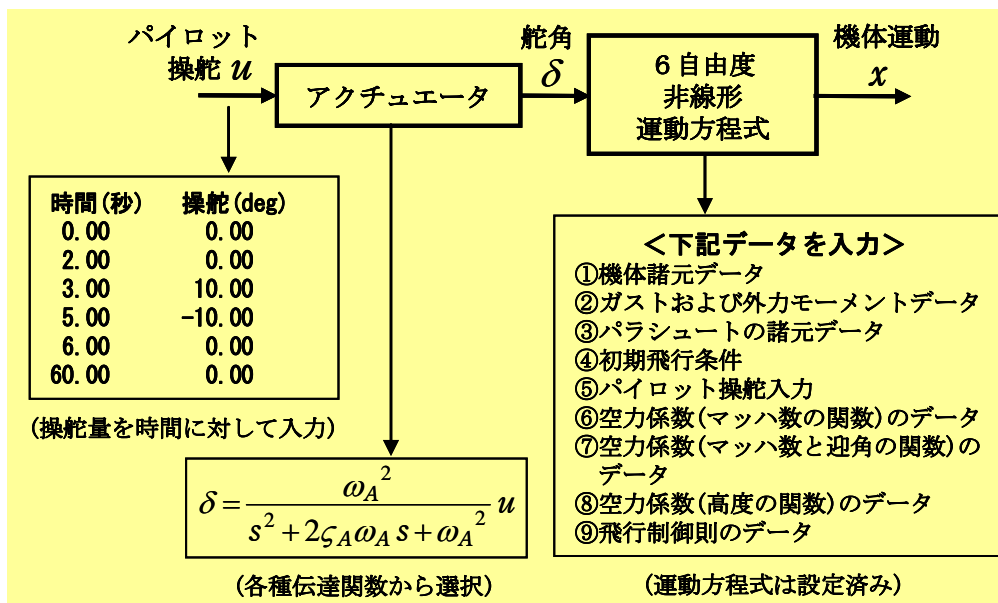 パイロット
操舵 u
アクチュエータ
舵角
δ
6自由度
非線形
運動方程式
機体運動
x
時間(秒) 操舵(deg)
0.00 0.00
2.00 0.00
3.00 10.00
5.00 -10.00
6.00 0.00
60.00 0.00
(操舵量を時間に対して入力)
δ = ω_A^2 / (s^2 + 2ς_A ω_A s + ω_A^2) u
(各種伝達関数から選択)
<下記データを入力>
①機体諸元データ
②ガストおよび外力モーメントデータ
③パラシュートの諸元データ
④初期飛行条件
⑤パイロット操舵入力
⑥空力係数(マッハ数の関数)のデータ
⑦空力係数(マッハ数と迎角の関数)の
データ
⑧空力係数(高度の関数)のデータ
⑨飛行制御則のデータ
(運動方程式は設定済み)